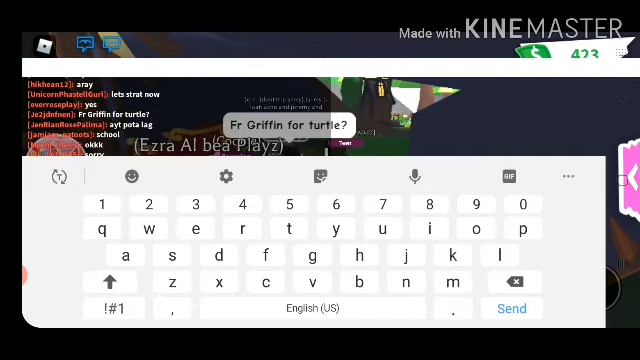 Made with KINEMASTER
423
[hikhean12]: aray
[UnicornPhastellGurl]: lets strat now
[everroseplay]: yes
[Je2jdnfnen]: Fr Griffin for turtle?
[JenRianRosePalima]: ayt pota lag
school
okkk
sorry
Fr Griffin for turtle?
(Ezra Al bea Playz)
Teen
GIF
1 2 3 4 5 6 7 8 9 0
q w e r t y u i o p
a s d f g h j k l
z x c v b n m
!#1 , English (US) . Send